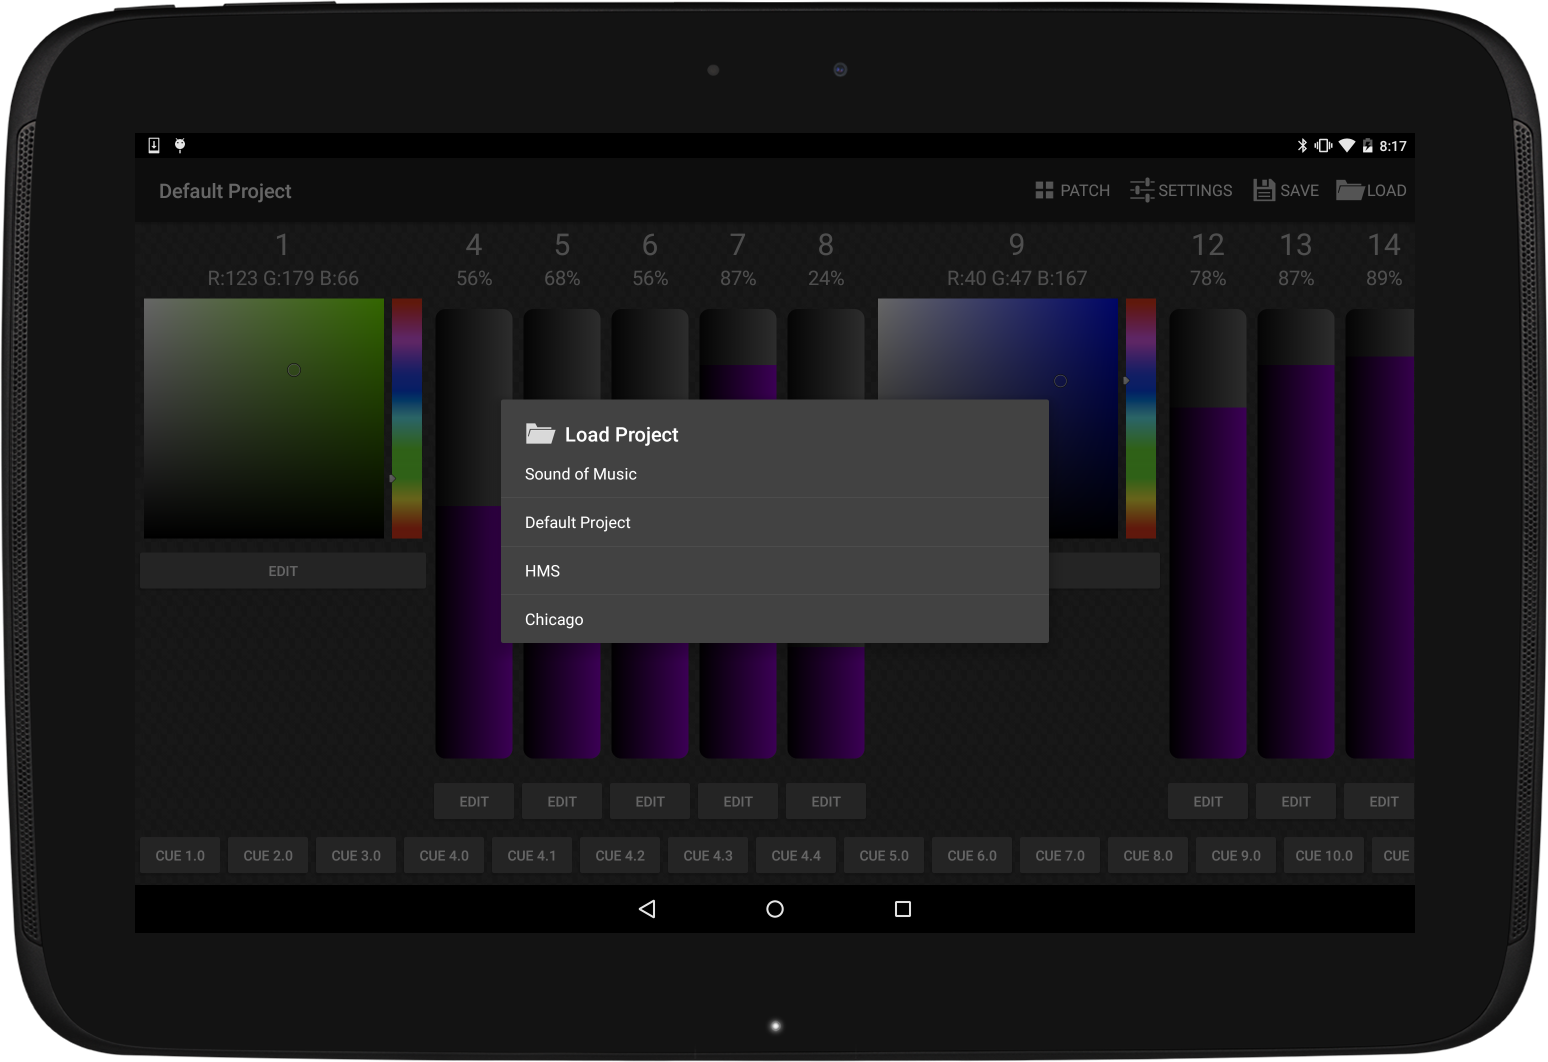 8:17
Default Project
PATCH SETTINGS SAVE LOAD
1 4 5 6 7 8 9 12 13 14
R:123 G:179 B:66 56% 68% 56% 87% 24% R:40 G:47 B:167 78% 87% 89%
Load Project
Sound of Music
Default Project
HMS
Chicago
EDIT
EDIT EDIT EDIT EDIT EDIT EDIT EDIT EDIT
CUE 1.0 CUE 2.0 CUE 3.0 CUE 4.0 CUE 4.1 CUE 4.2 CUE 4.3 CUE 4.4 CUE 5.0 CUE 6.0 CUE 7.0 CUE 8.0 CUE 9.0 CUE 10.0 CUE